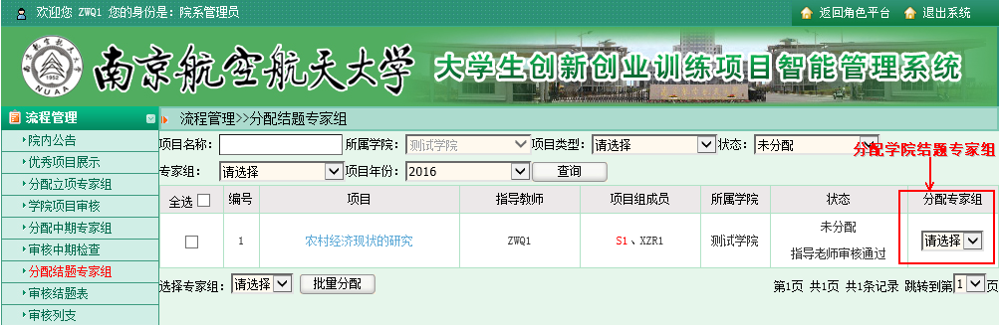 欢迎您 ZWQ1 您的身份是：院系管理员 返回角色平台 退出系统
NUAA 1952 南京航空航天大学 大学生创新创业训练项目智能管理系统
流程管理
院内公告
优秀项目展示
分配立项专家组
学院项目审核
分配中期专家组
审核中期检查
分配结题专家组
审核结题表
审核列支
流程管理>>分配结题专家组
项目名称： 所属学院： 测试学院 项目类型： 请选择 状态： 未分配
分配学院结题专家组
专家组： 请选择 项目年份： 2016 查询
全选 编号 项目 指导教师 项目组成员 所属学院 状态 分配专家组
1 农村经济现状的研究 ZWQ1 S1、XZR1 测试学院 未分配 请选择
指导老师审核通过
选择专家组： 请选择 批量分配 第1页 共1页 共1条记录 跳转到第 1 页